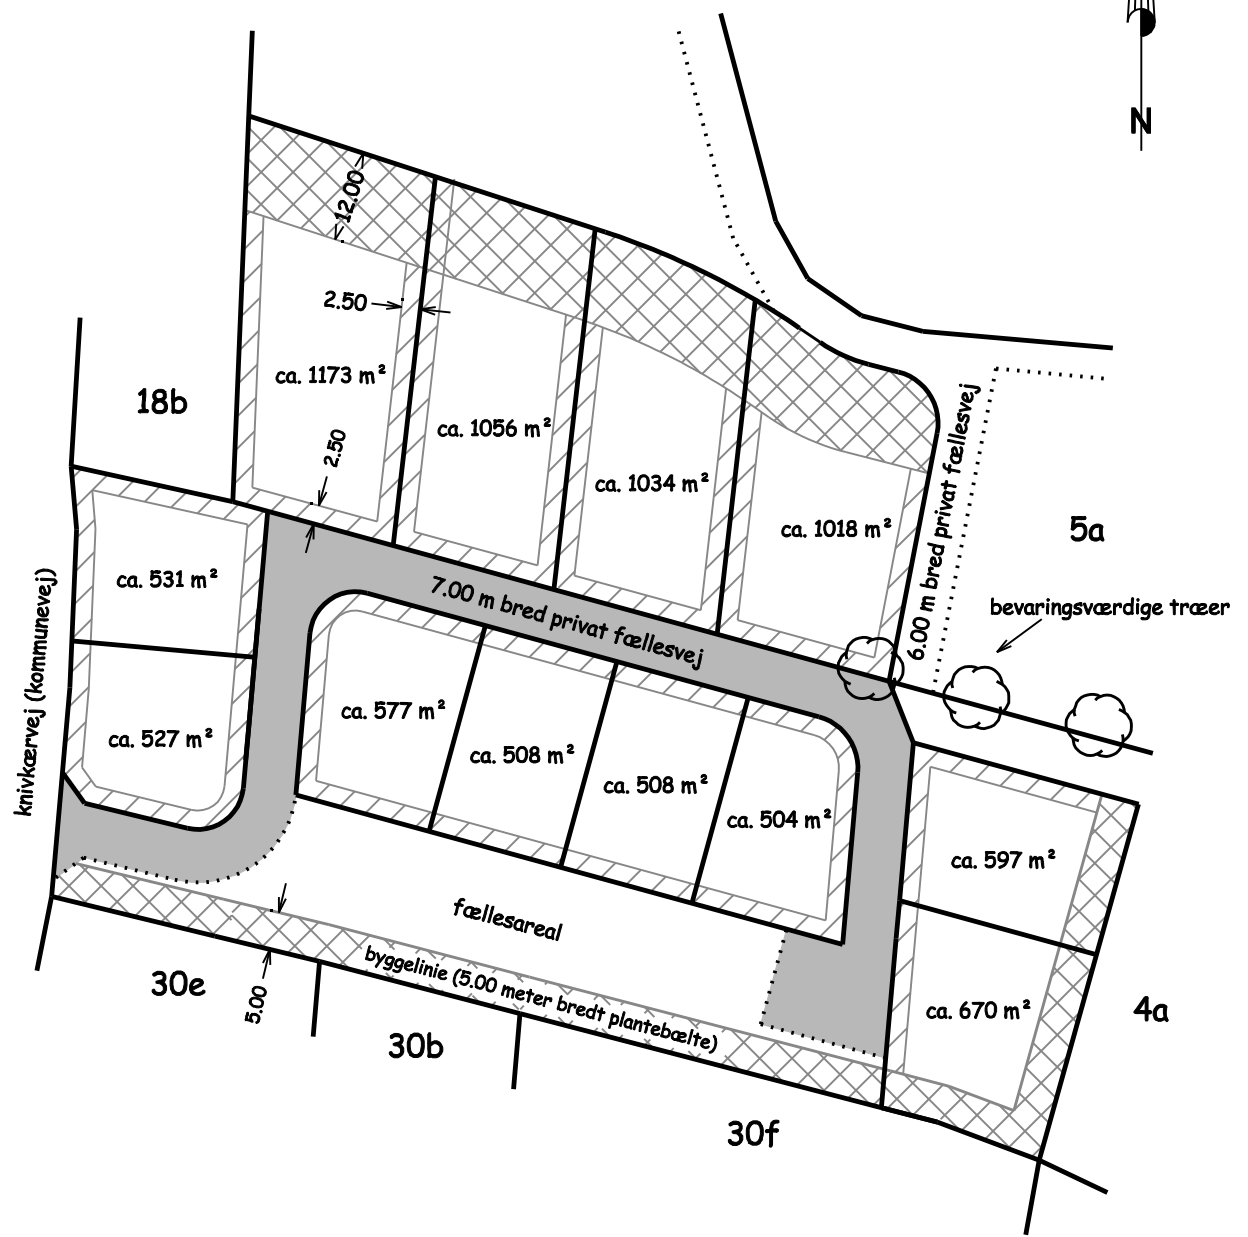 N
12.00
2.50
ca. 1173 m²
18b
ca. 1056 m²
2.50
ca. 1034 m²
ca. 1018 m²
6.00 m bred privat fællesvej
5a
ca. 531 m²
7.00 m bred privat fællesvej
bevaringsværdige træer
knivkærvej (kommunevej)
ca. 577 m²
ca. 527 m²
ca. 508 m²
ca. 508 m²
ca. 504 m²
ca. 597 m²
fællesareal
byggelinie (5.00 meter bredt plantebælte)
30e
5.00
30b
ca. 670 m²
4a
30f